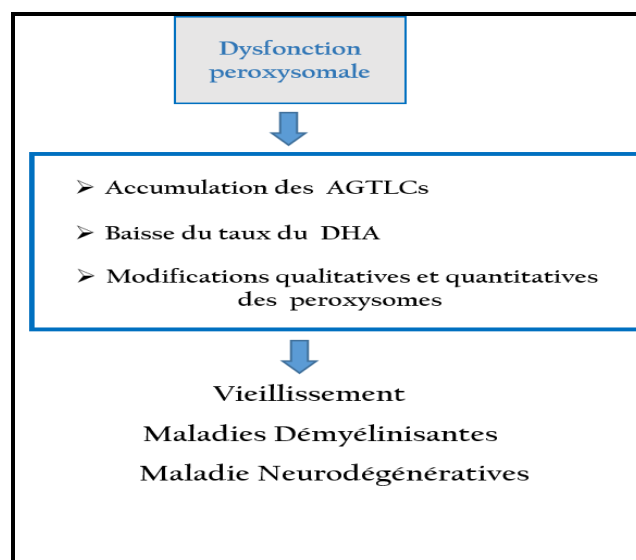 Dysfonction
peroxysomale
➢ Accumulation des AGTLCs
➢ Baisse du taux du DHA
➢ Modifications qualitatives et quantitatives
des peroxysomes
Vieillissement
Maladies Démyélinisantes
Maladie Neurodégénératives